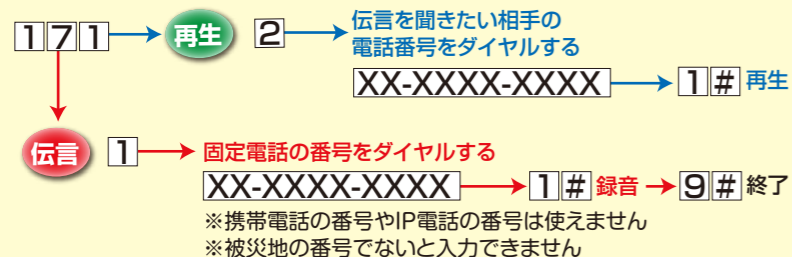 171 再生 2 伝言を聞きたい相手の
電話番号をダイヤルする
XX-XXXX-XXXX 1# 再生
伝言 1 固定電話の番号をダイヤルする
XX-XXXX-XXXX 1# 録音 9# 終了
※携帯電話の番号やIP電話の番号は使えません
※被災地の番号でないと入力できません